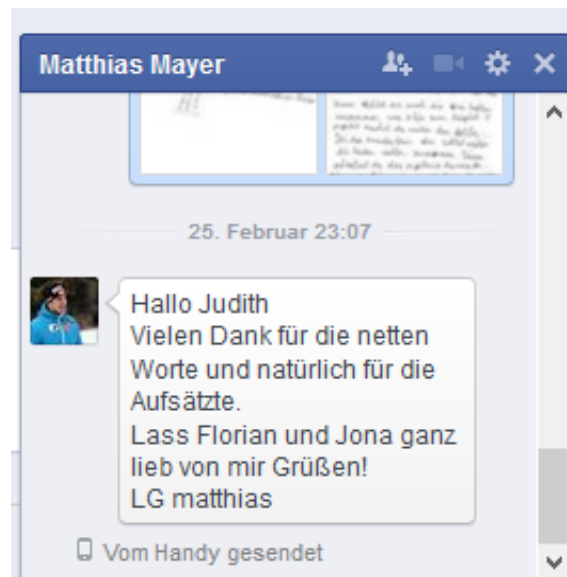 Matthias Mayer
25. Februar 23:07
Hallo Judith
Vielen Dank für die netten
Worte und natürlich für die
Aufsätzte.
Lass Florian und Jona ganz
lieb von mir Grüßen!
LG matthias
Vom Handy gesendet